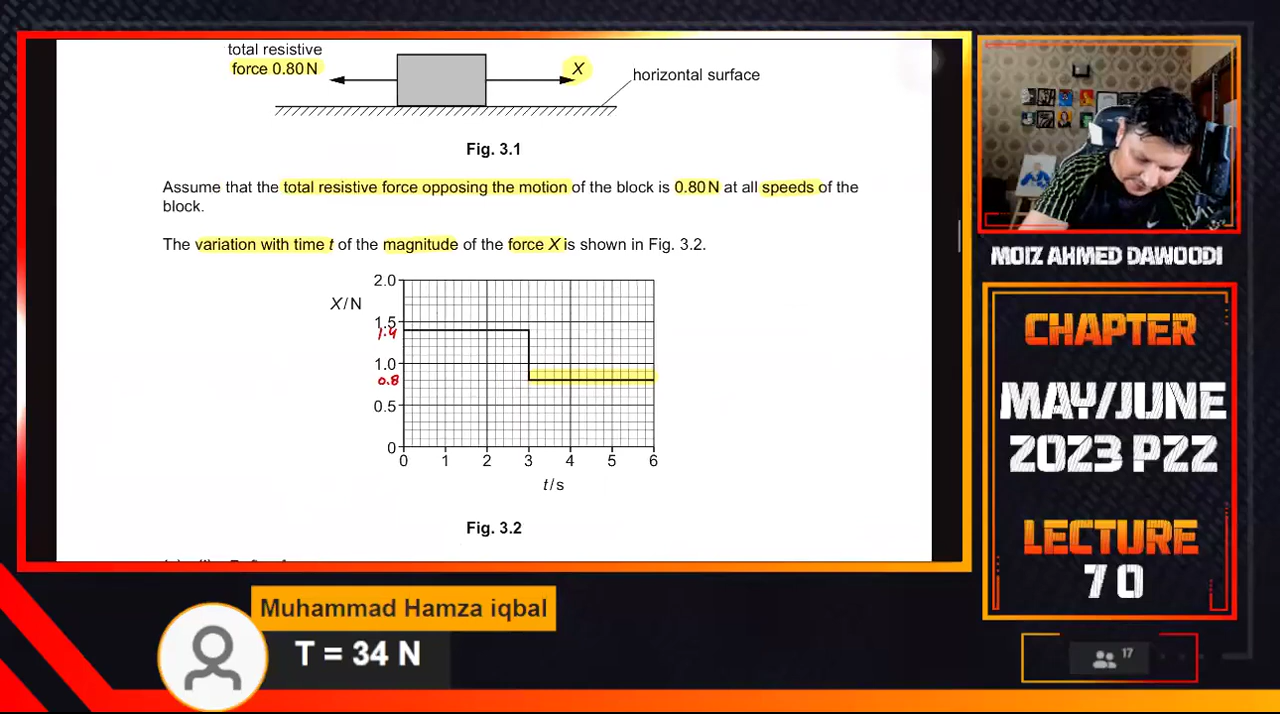 total resistive
force 0.80 N
X
horizontal surface
Fig. 3.1
Assume that the total resistive force opposing the motion of the block is 0.80 N at all speeds of the
block.
The variation with time t of the magnitude of the force X is shown in Fig. 3.2.
2.0
X / N
1.5
1.4
1.0
0.8
0.5
0
0 1 2 3 4 5 6
t / s
Fig. 3.2
MOIZ AHMED DAWOODI
CHAPTER
MAY/JUNE
2023 P22
LECTURE
70
Muhammad Hamza iqbal
T = 34 N
17